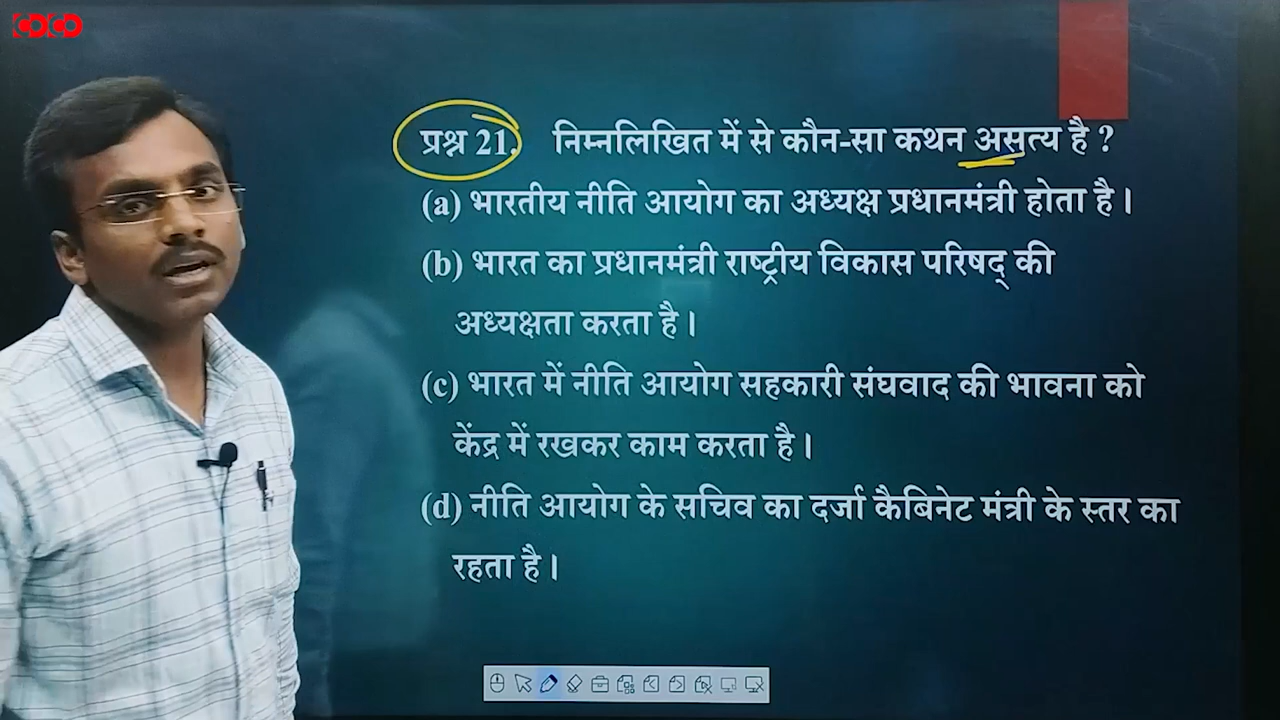 प्रश्न 21. निम्नलिखित में से कौन-सा कथन असत्य है ?
(a) भारतीय नीति आयोग का अध्यक्ष प्रधानमंत्री होता है।
(b) भारत का प्रधानमंत्री राष्ट्रीय विकास परिषद् की
अध्यक्षता करता है।
(c) भारत में नीति आयोग सहकारी संघवाद की भावना को
केंद्र में रखकर काम करता है।
(d) नीति आयोग के सचिव का दर्जा कैबिनेट मंत्री के स्तर का
रहता है।